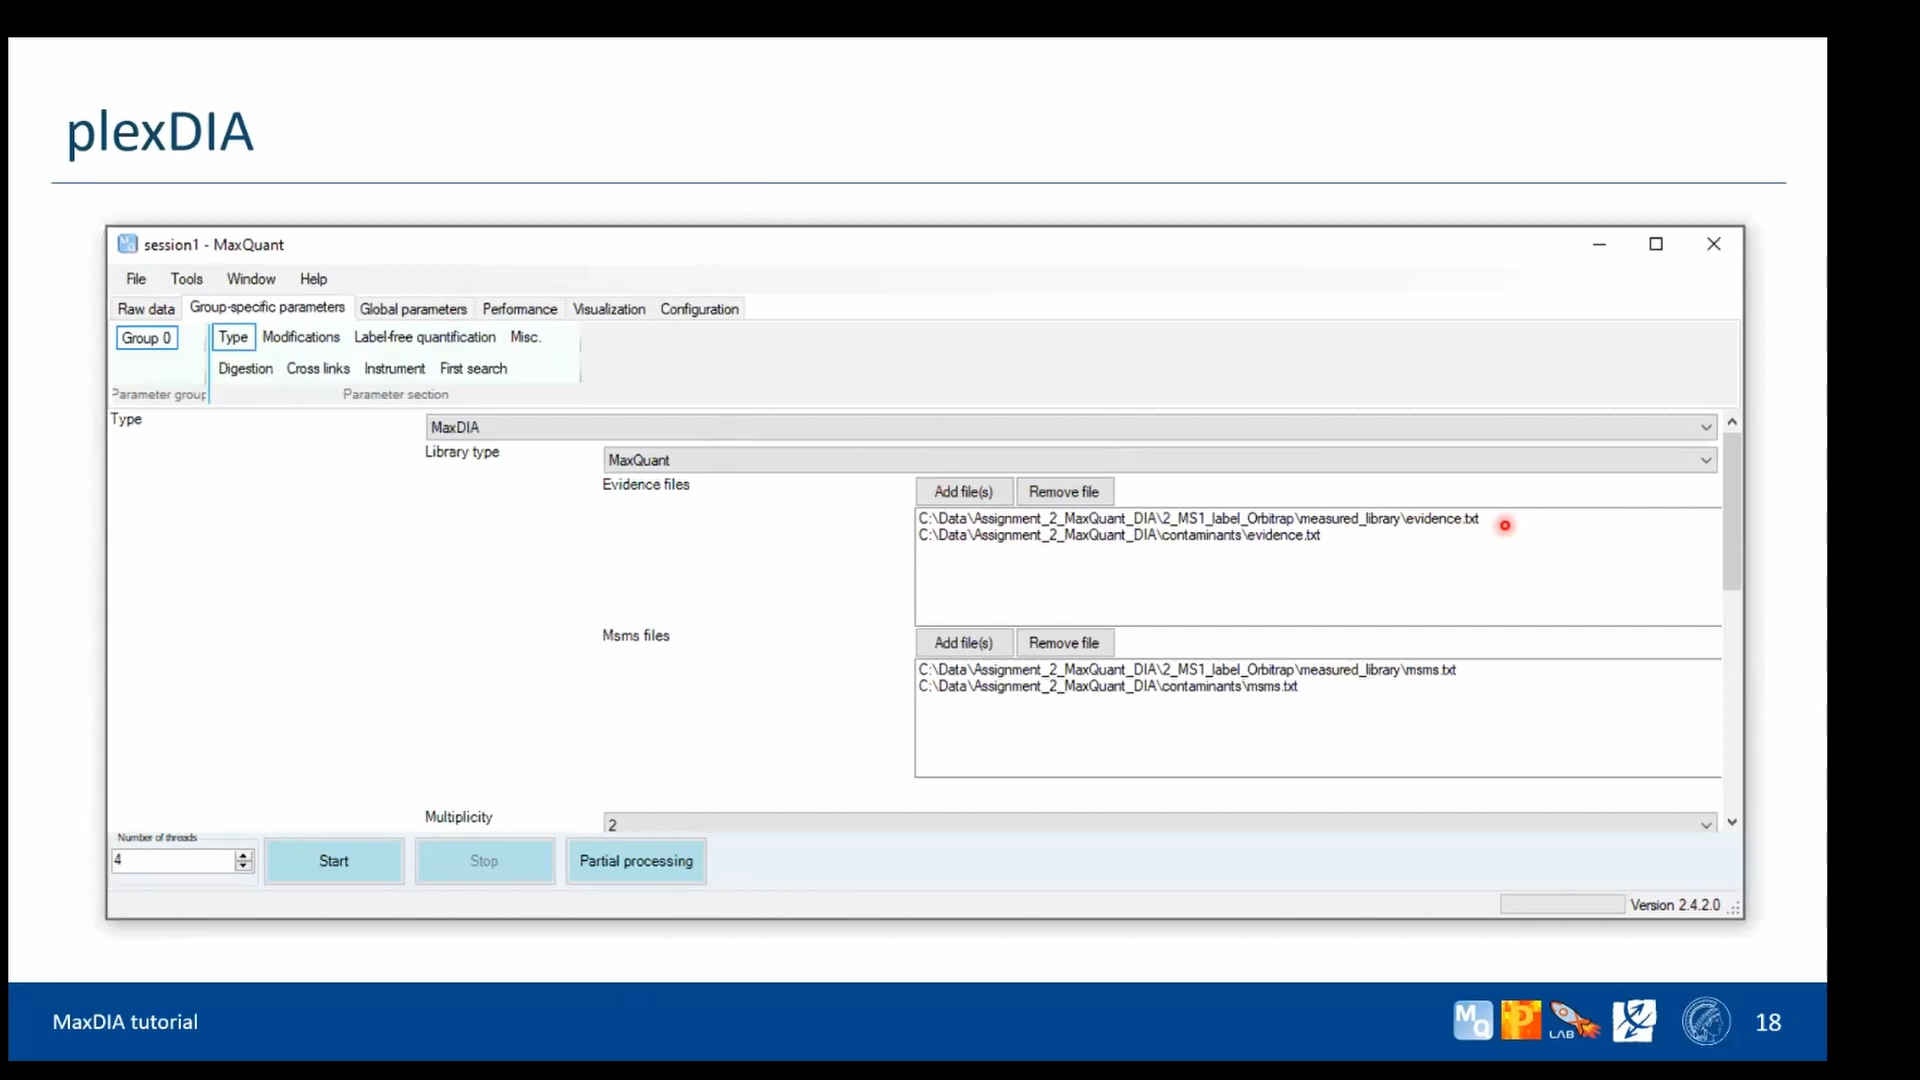 plexDIA
session1 - MaxQuant
File Tools Window Help
Raw data Group-specific parameters Global parameters Performance Visualization Configuration
Group 0 Type Modifications Label-free quantification Misc.
Digestion Cross links Instrument First search
Parameter group Parameter section
Type
MaxDIA
Library type
MaxQuant
Evidence files
Add file(s) Remove file
C:\Data\Assignment_2_MaxQuant_DIA\2_MS1_label_Orbitrap\measured_library\evidence.txt
C:\Data\Assignment_2_MaxQuant_DIA\contaminants\evidence.txt
Msms files
Add file(s) Remove file
C:\Data\Assignment_2_MaxQuant_DIA\2_MS1_label_Orbitrap\measured_library\msms.txt
C:\Data\Assignment_2_MaxQuant_DIA\contaminants\msms.txt
Multiplicity
2
Number of threads
4
Start Stop Partial processing
Version 2.4.2.0
MaxDIA tutorial
MQ P LAB
18